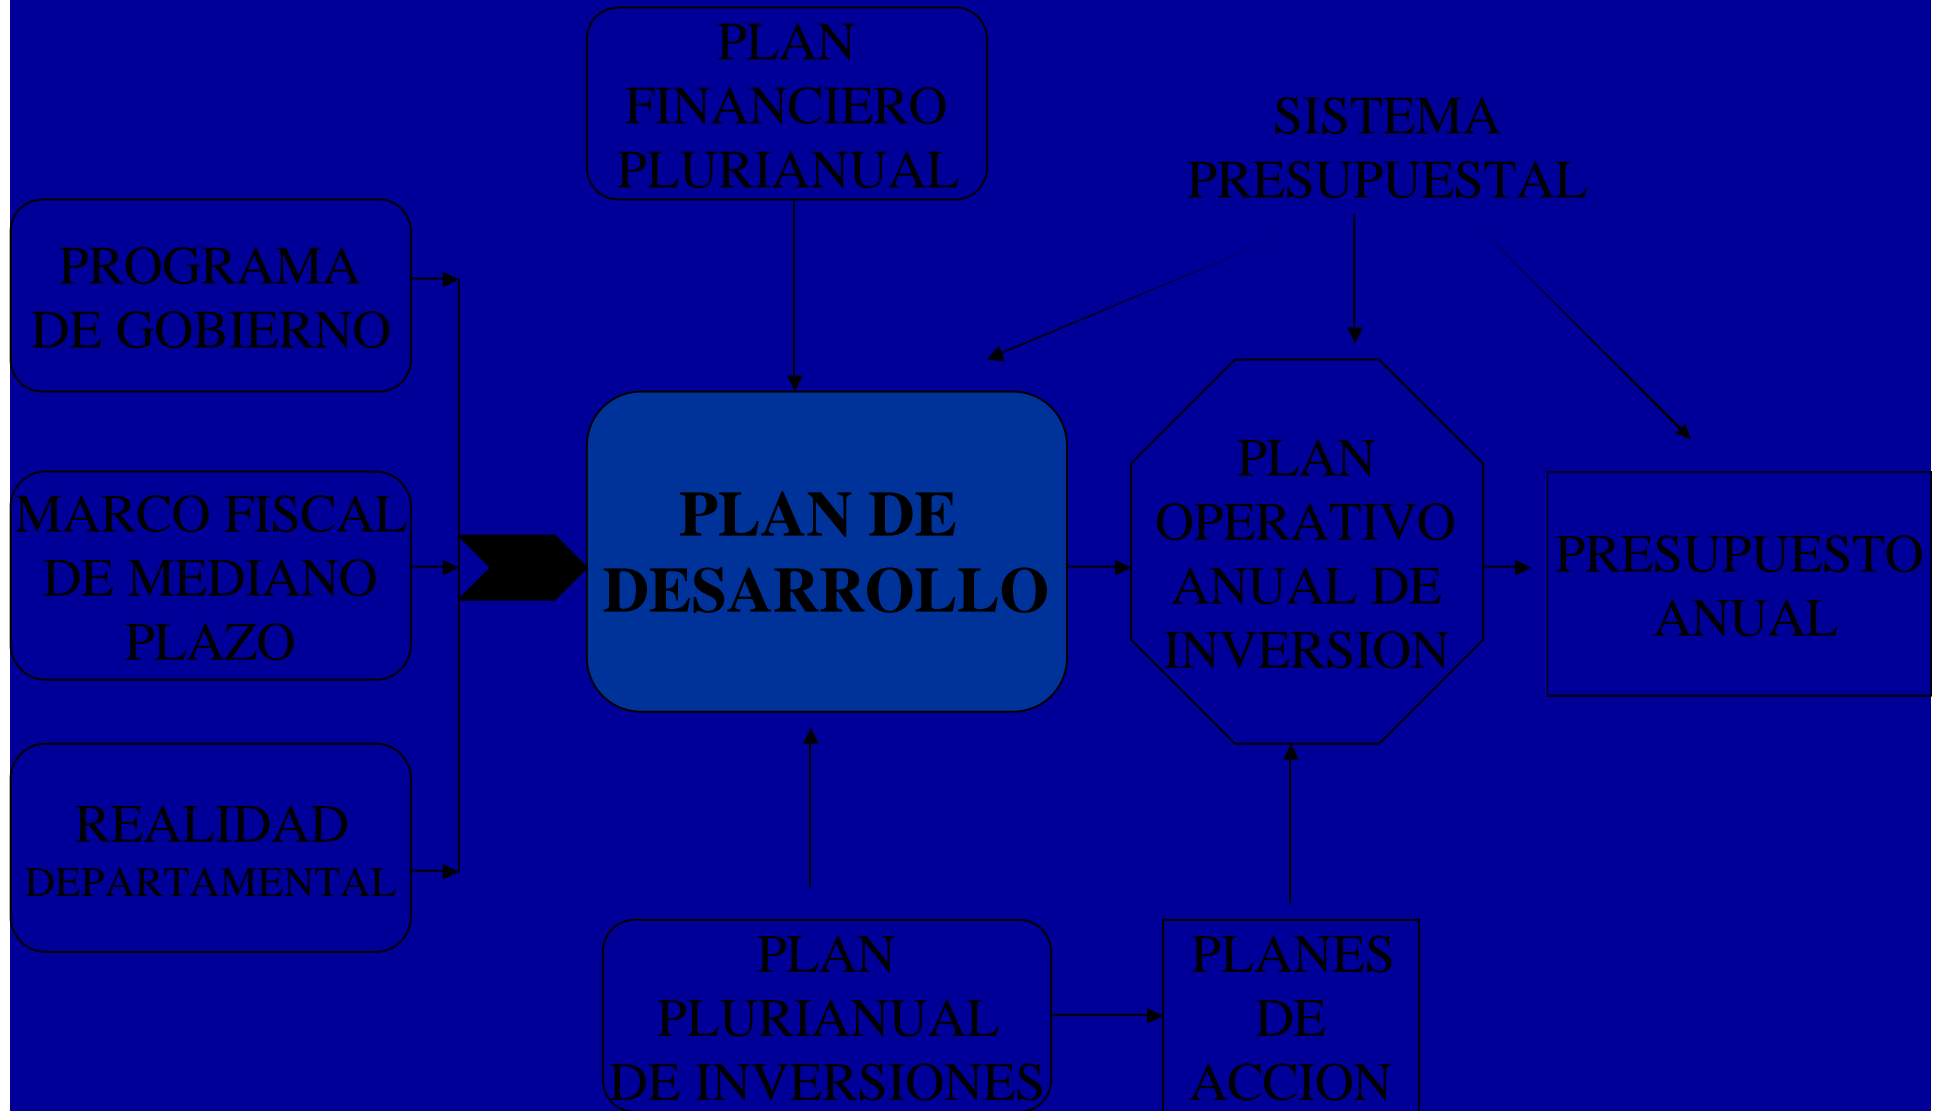 PLAN
FINANCIERO
PLURIANUAL
SISTEMA
PRESUPUESTAL
PROGRAMA
DE GOBIERNO
MARCO FISCAL
DE MEDIANO
PLAZO
REALIDAD
DEPARTAMENTAL
PLAN DE
DESARROLLO
PLAN
OPERATIVO
ANUAL DE
INVERSION
PRESUPUESTO
ANUAL
PLAN
PLURIANUAL
DE INVERSIONES
PLANES
DE
ACCION